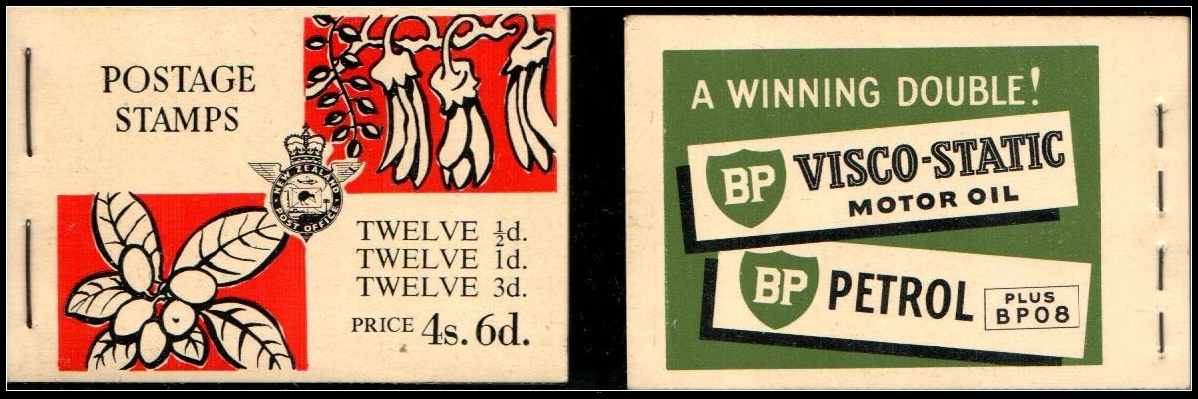 POSTAGE
STAMPS
NEW ZEALAND
POST OFFICE
TWELVE ½d.
TWELVE 1d.
TWELVE 3d.
PRICE 4s. 6d.
A WINNING DOUBLE!
BP VISCO-STATIC
MOTOR OIL
BP PETROL PLUS
BP08